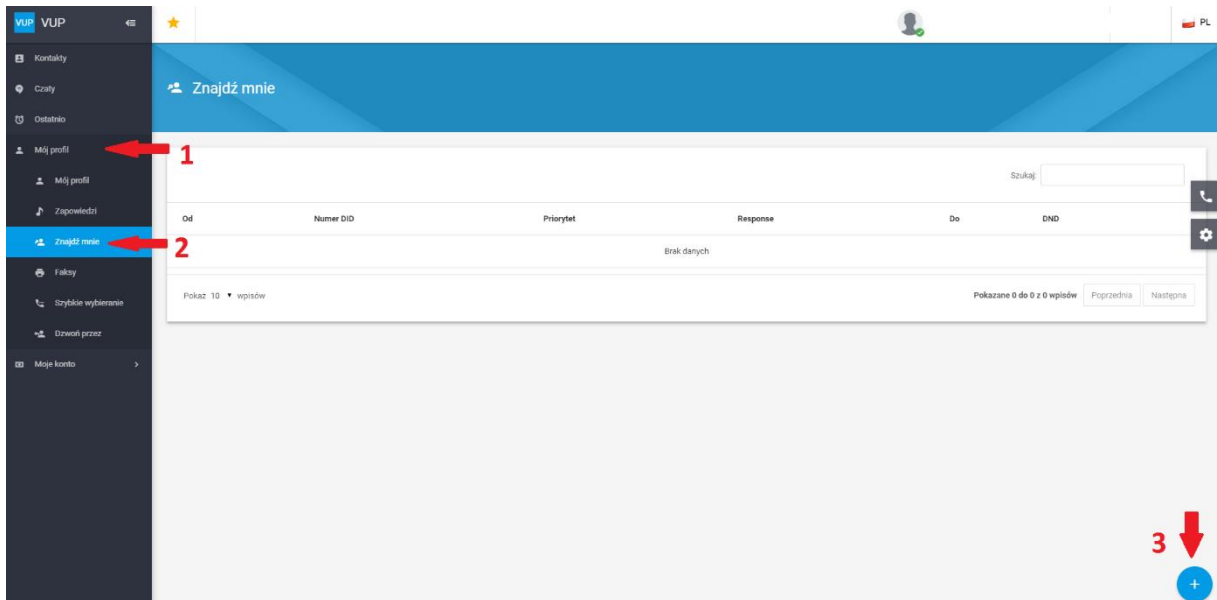 VUP VUP
PL
Kontakty
Czaty
Ostatnio
Mój profil
1
Mój profil
Zapowiedzi
Znajdź mnie
2
Faksy
Szybkie wybieranie
Dzwoń przez
Moje konto
Znajdź mnie
Szukaj:
Od Numer DID Priorytet Response Do DND
Brak danych
Pokaż 10 wpisów
Pokazane 0 do 0 z 0 wpisów Poprzednia Następna
3
+